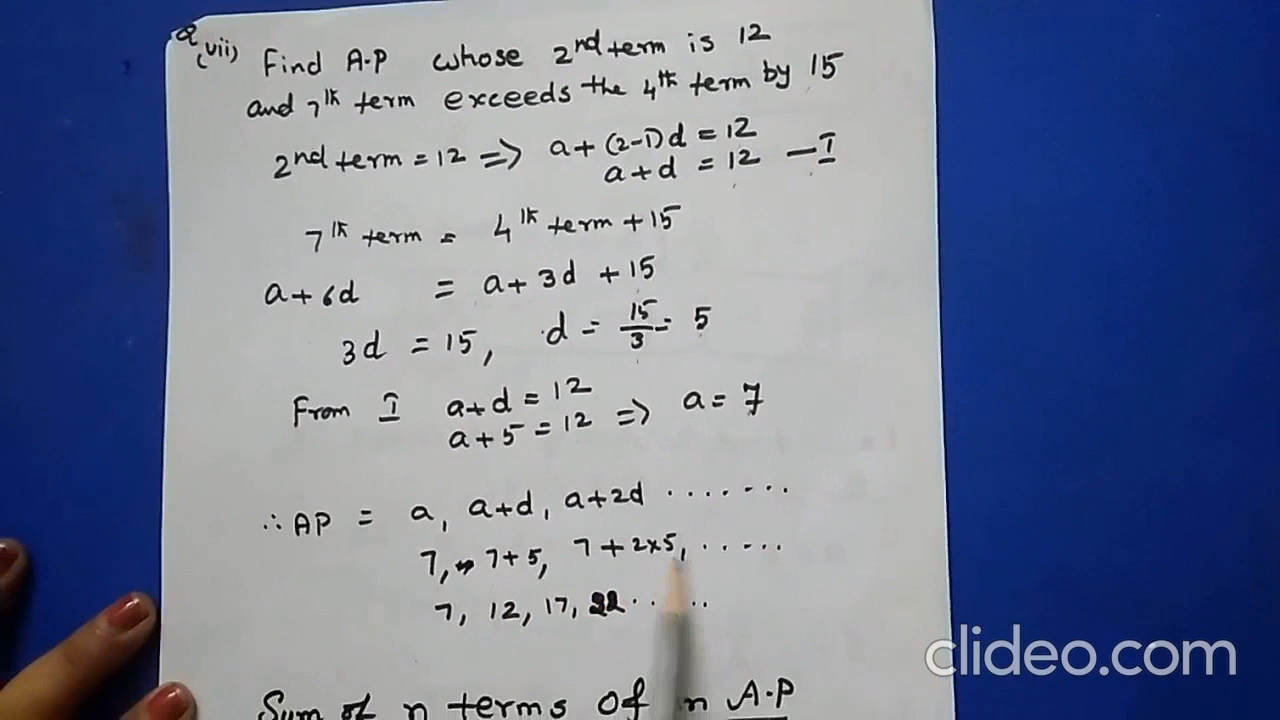 Q(vii) Find A.P whose 2nd term is 12
and 7th term exceeds the 4th term by 15
2nd term = 12 => a + (2-1)d = 12
a+d = 12 — I
7th term = 4th term + 15
a + 6d = a + 3d + 15
3d = 15, d = 15/3 = 5
From I a+d = 12
a+5 = 12 => a = 7
∴ AP = a, a+d, a+2d .......
7, 7+5, 7+2×5, .....
7, 12, 17, 22 .....
Sum of n terms of n A.P
clideo.com